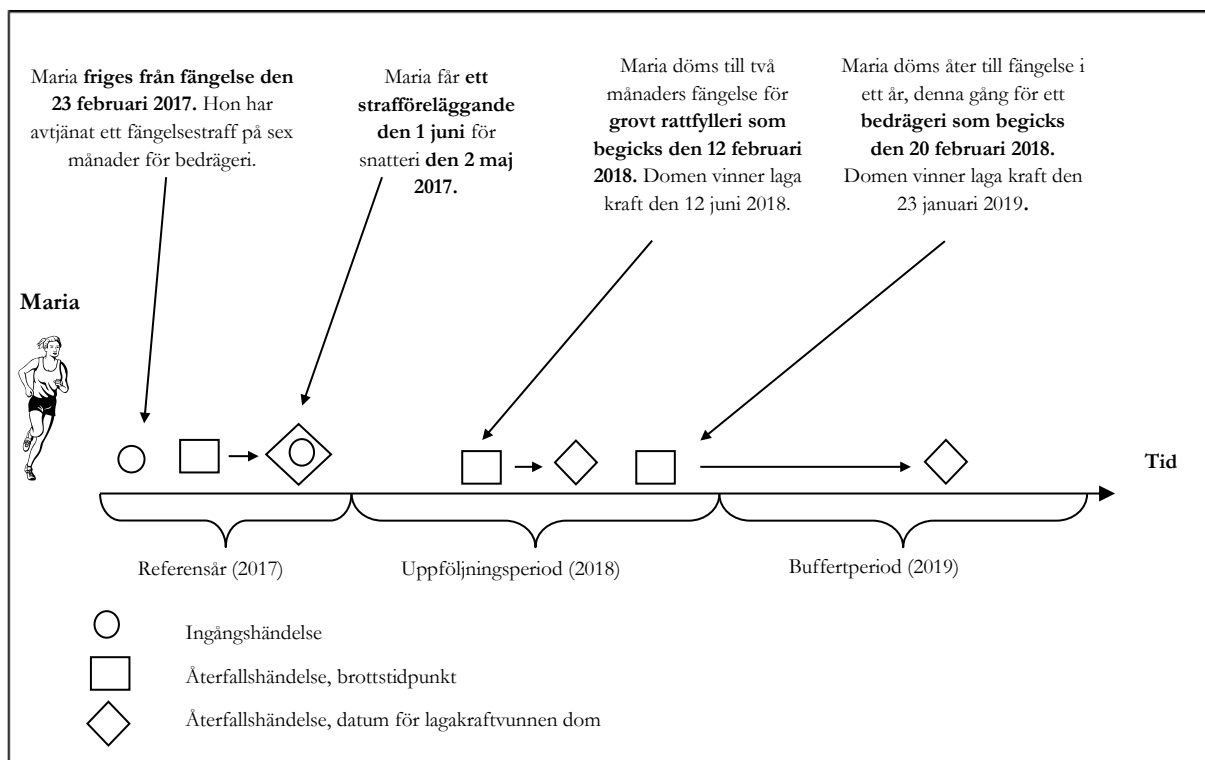 Maria friges från fängelse den
23 februari 2017. Hon har
avtjänat ett fängelsestraff på sex
månader för bedrägeri.
Maria får ett
strafföreläggande
den 1 juni för
snatteri den 2 maj
2017.
Maria döms till två
månaders fängelse för
grovt rattfylleri som
begicks den 12 februari
2018. Domen vinner laga
kraft den 12 juni 2018.
Maria döms åter till fängelse i
ett år, denna gång för ett
bedrägeri som begicks
den 20 februari 2018.
Domen vinner laga kraft den
23 januari 2019.
Maria
Tid
Referensår (2017)
Uppföljningsperiod (2018)
Buffertperiod (2019)
Ingångshändelse
Återfallshändelse, brottstidpunkt
Återfallshändelse, datum för lagakraftvunnen dom